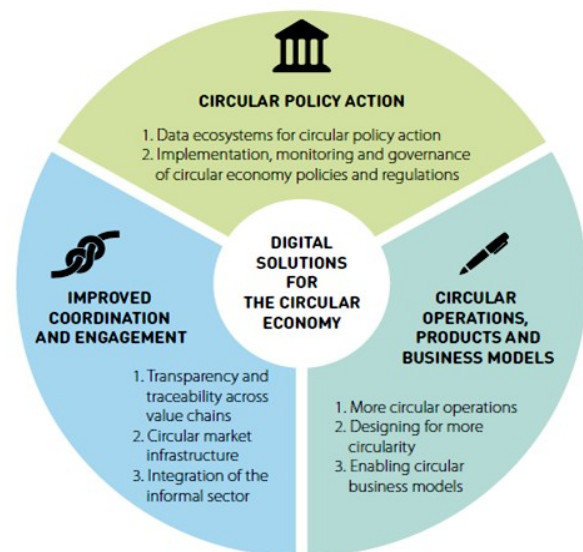 CIRCULAR POLICY ACTION
1. Data ecosystems for circular policy action
2. Implementation, monitoring and governance
of circular economy policies and regulations
DIGITAL
SOLUTIONS
FOR
THE CIRCULAR
ECONOMY
IMPROVED
COORDINATION
AND ENGAGEMENT
1. Transparency and
traceability across
value chains
2. Circular market
infrastructure
3. Integration of the
informal sector
CIRCULAR
OPERATIONS,
PRODUCTS AND
BUSINESS MODELS
1. More circular operations
2. Designing for more
circularity
3. Enabling circular
business models